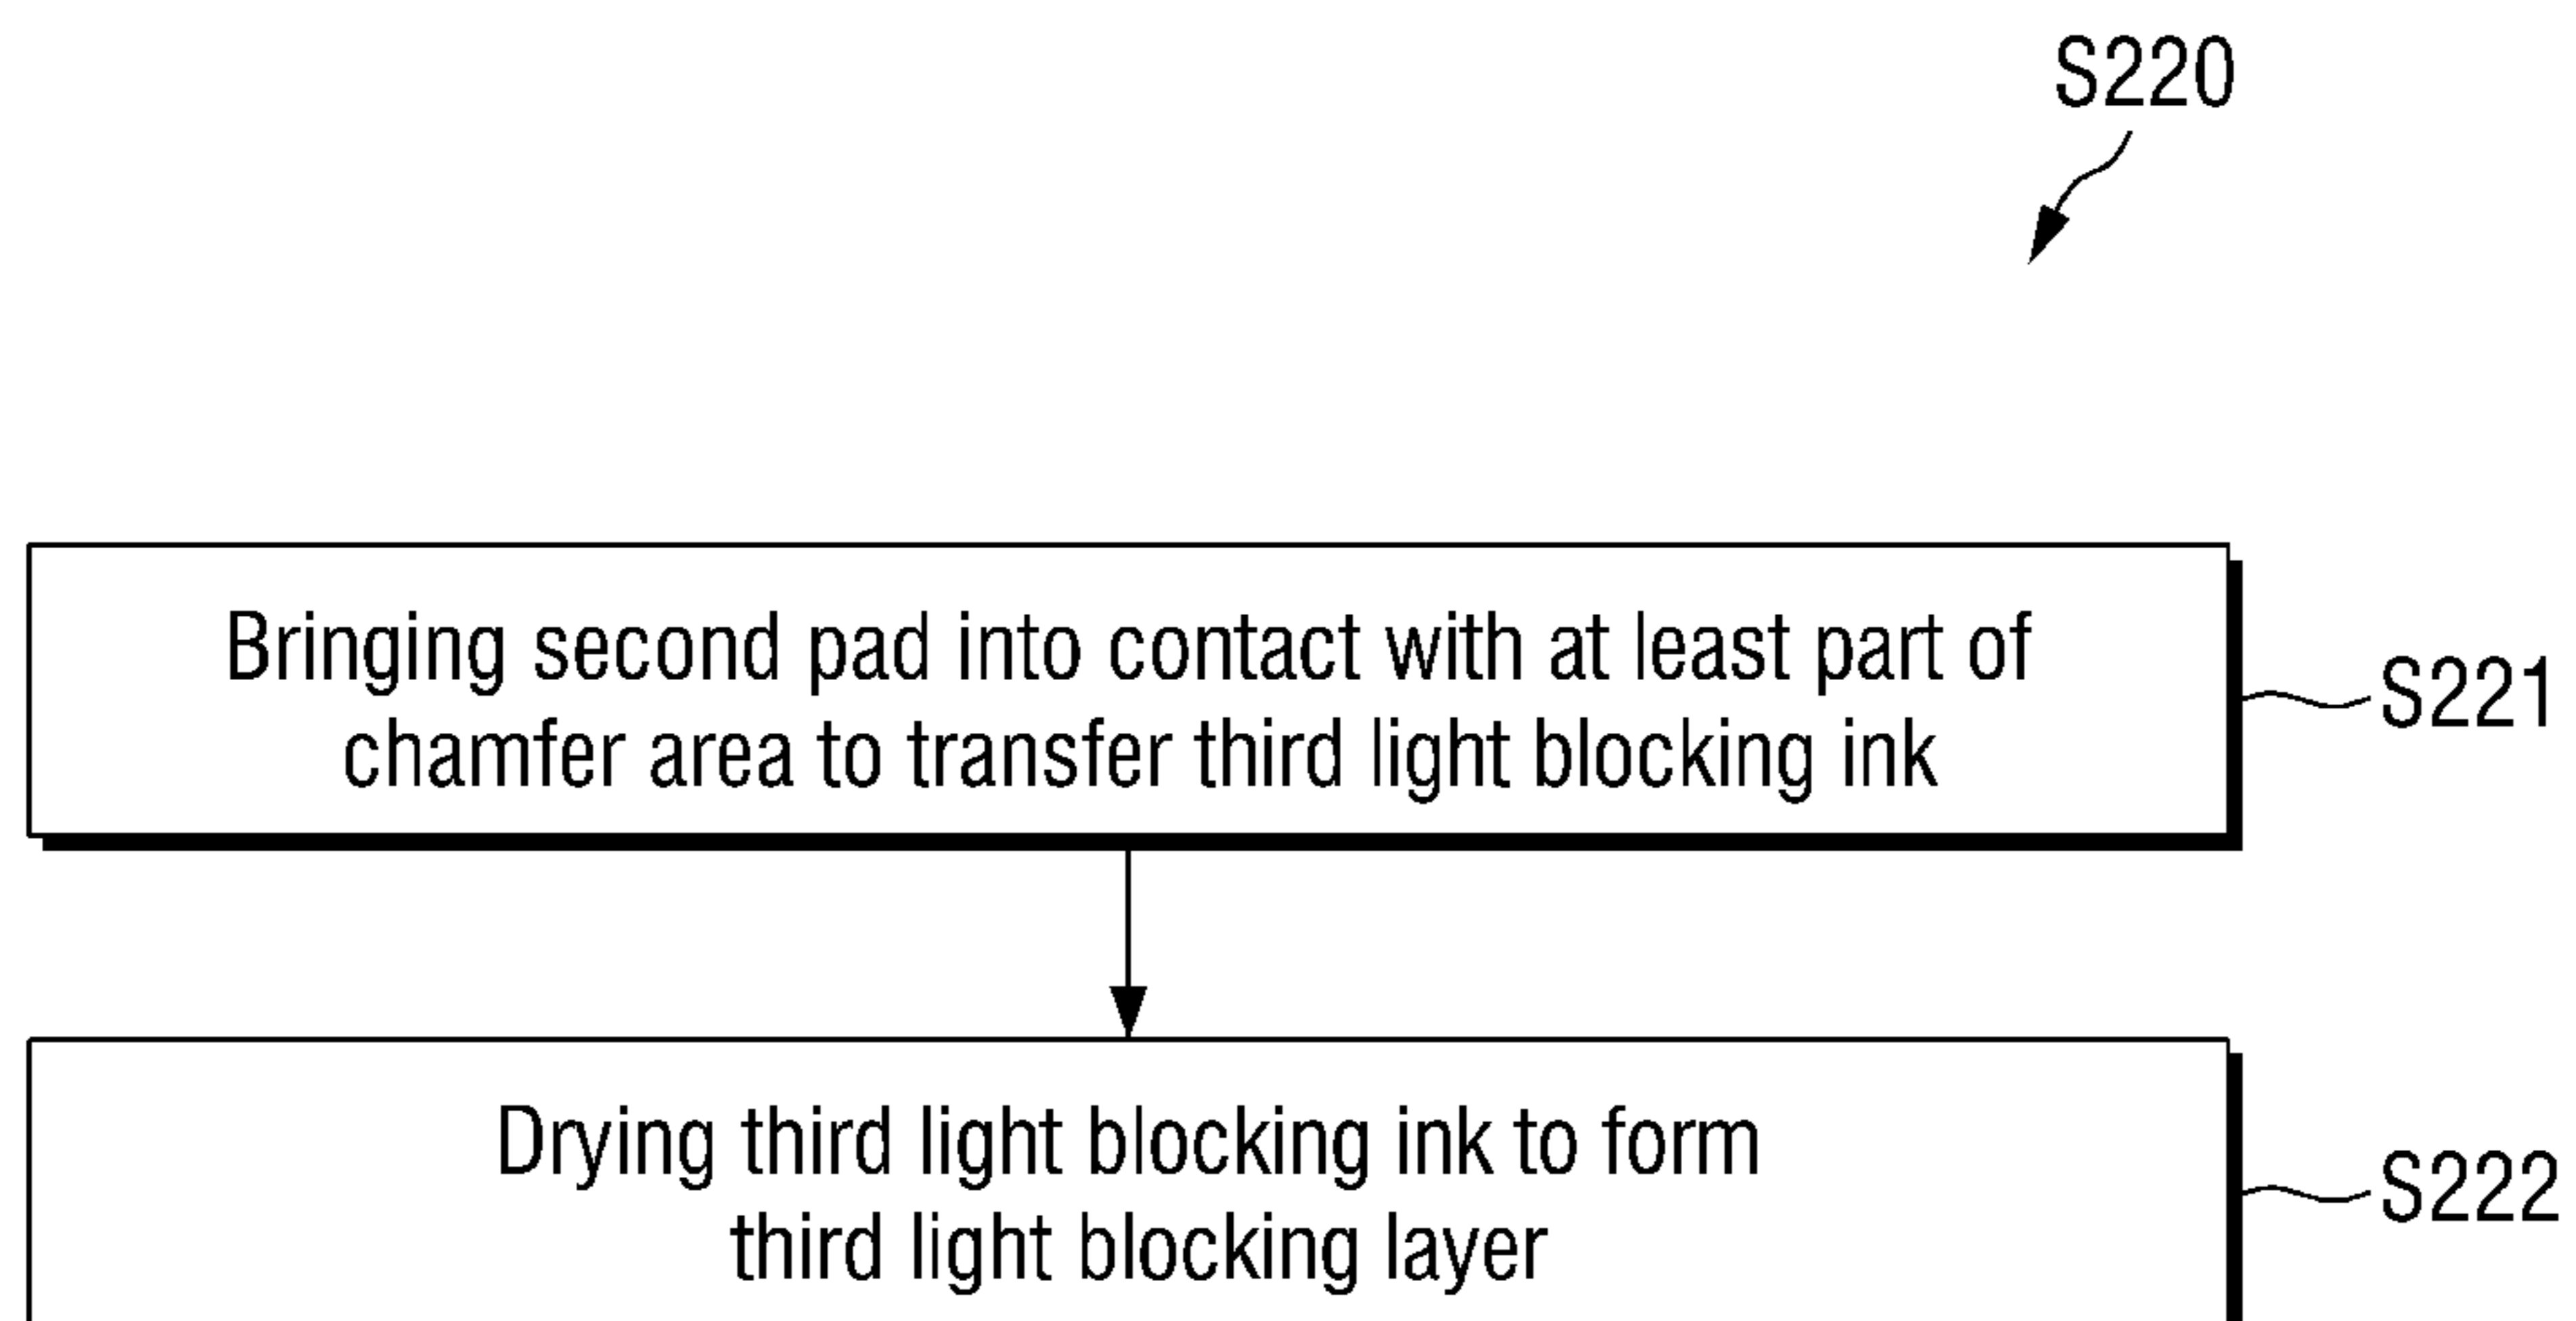 S220
Bringing second pad into contact with at least part of
chamfer area to transfer third light blocking ink
S221
Drying third light blocking ink to form
third light blocking layer
S222